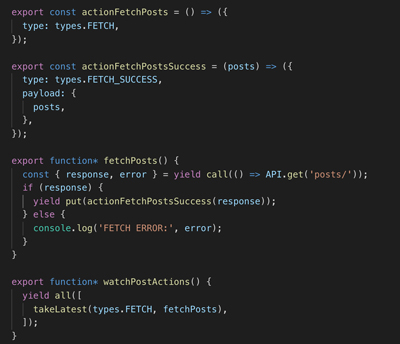 export const actionFetchPosts = () => ({
  type: types.FETCH,
});

export const actionFetchPostsSuccess = (posts) => ({
  type: types.FETCH_SUCCESS,
  payload: {
    posts,
  },
});

export function* fetchPosts() {
  const { response, error } = yield call(() => API.get('posts/'));
  if (response) {
    yield put(actionFetchPostsSuccess(response));
  } else {
    console.log('FETCH ERROR:', error);
  }
}

export function* watchPostActions() {
  yield all([
    takeLatest(types.FETCH, fetchPosts),
  ]);
}